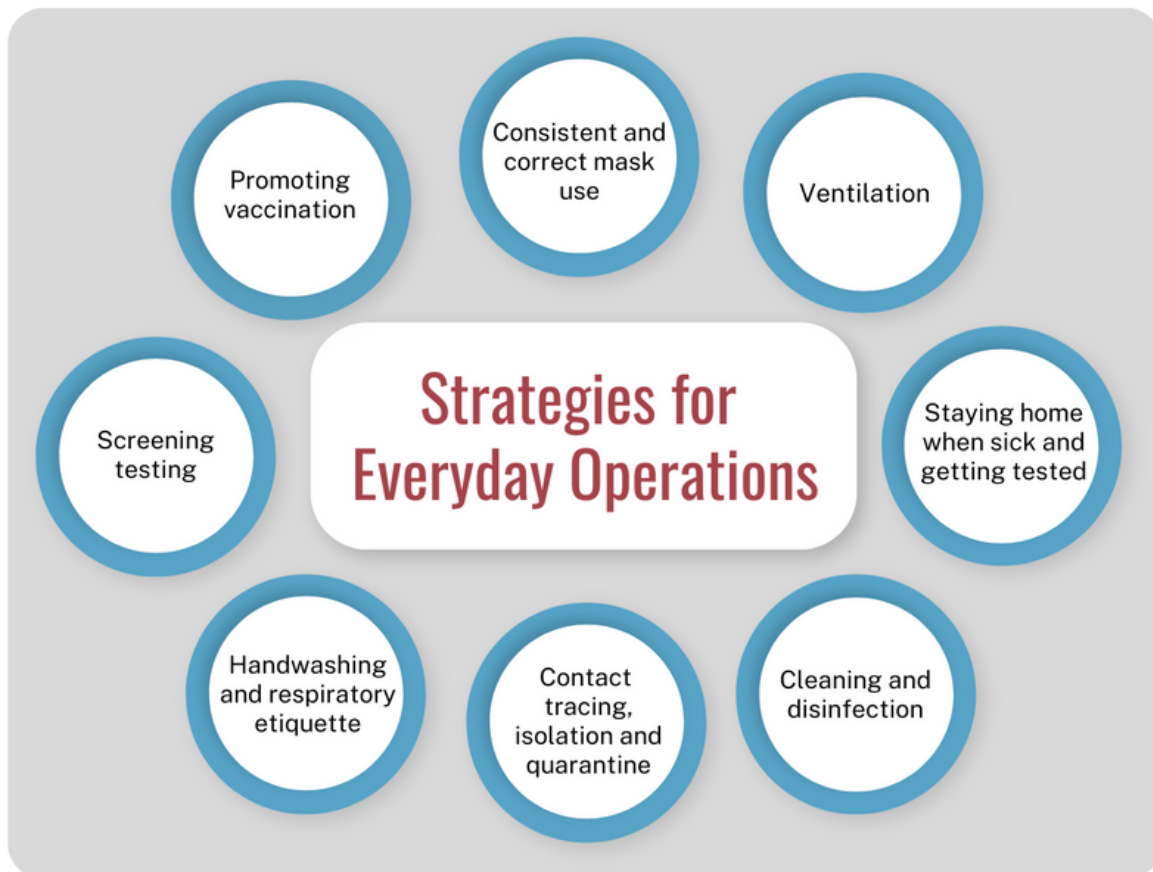 Consistent and
correct mask
use
Promoting
vaccination
Ventilation
Strategies for
Everyday Operations
Screening
testing
Staying home
when sick and
getting tested
Handwashing
and respiratory
etiquette
Contact
tracing,
isolation and
quarantine
Cleaning and
disinfection